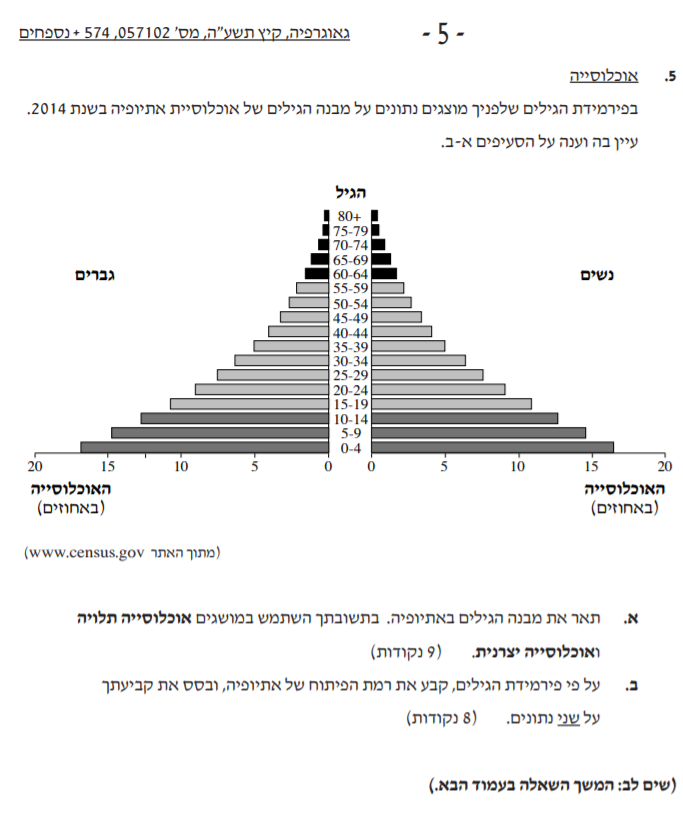 גאוגרפיה, קיץ תשע"ה, מס' 057102, 574 + נספחים
- 5 -
5. אוכלוסייה
בפירמידת הגילים שלפניך מוצגים נתונים על מבנה הגילים של אוכלוסיית אתיופיה בשנת 2014.
עיין בה וענה על הסעיפים א-ב.
הגיל
גברים
נשים
80+
75-79
70-74
65-69
60-64
55-59
50-54
45-49
40-44
35-39
30-34
25-29
20-24
15-19
10-14
5-9
0-4
20 15 10 5 0 0 5 10 15 20
האוכלוסייה
(באחוזים)
האוכלוסייה
(באחוזים)
(מתוך האתר www.census.gov)
א. תאר את מבנה הגילים באתיופיה. בתשובתך השתמש במושגים אוכלוסייה תלויה
ואוכלוסייה יצרנית. (9 נקודות)
ב. על פי פירמידת הגילים, קבע את רמת הפיתוח של אתיופיה, ובסס את קביעתך
על שני נתונים. (8 נקודות)
(שים לב: המשך השאלה בעמוד הבא.)